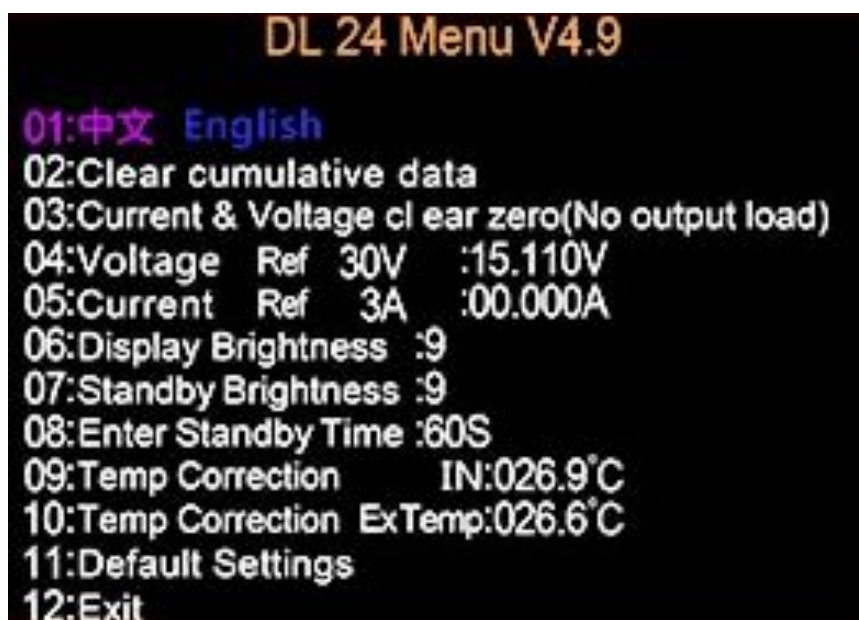 DL 24 Menu V4.9
01:中文 English
02:Clear cumulative data
03:Current & Voltage cl ear zero(No output load)
04:Voltage Ref 30V :15.110V
05:Current Ref 3A :00.000A
06:Display Brightness :9
07:Standby Brightness :9
08:Enter Standby Time :60S
09:Temp Correction IN:026.9°C
10:Temp Correction ExTemp:026.6°C
11:Default Settings
12:Exit